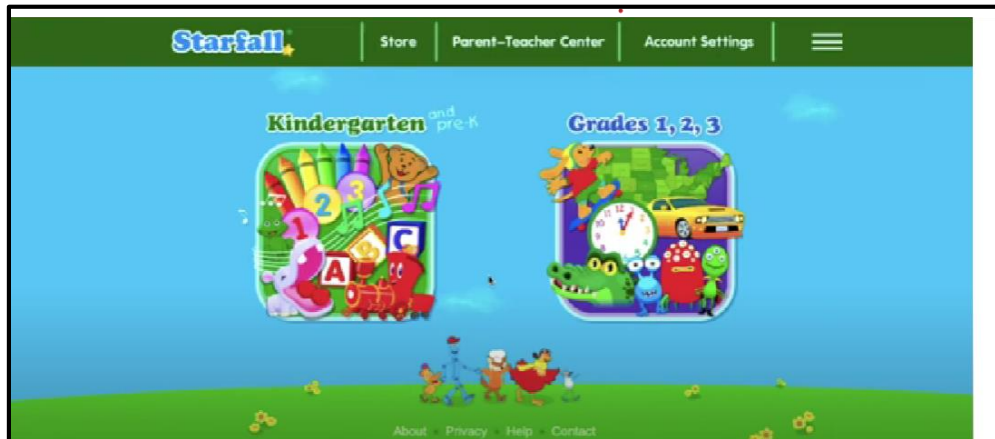 Starfall
Store
Parent–Teacher Center
Account Settings
Kindergarten and pre-K
Grades 1, 2, 3
1 2 3
A B C
About • Privacy • Help • Contact